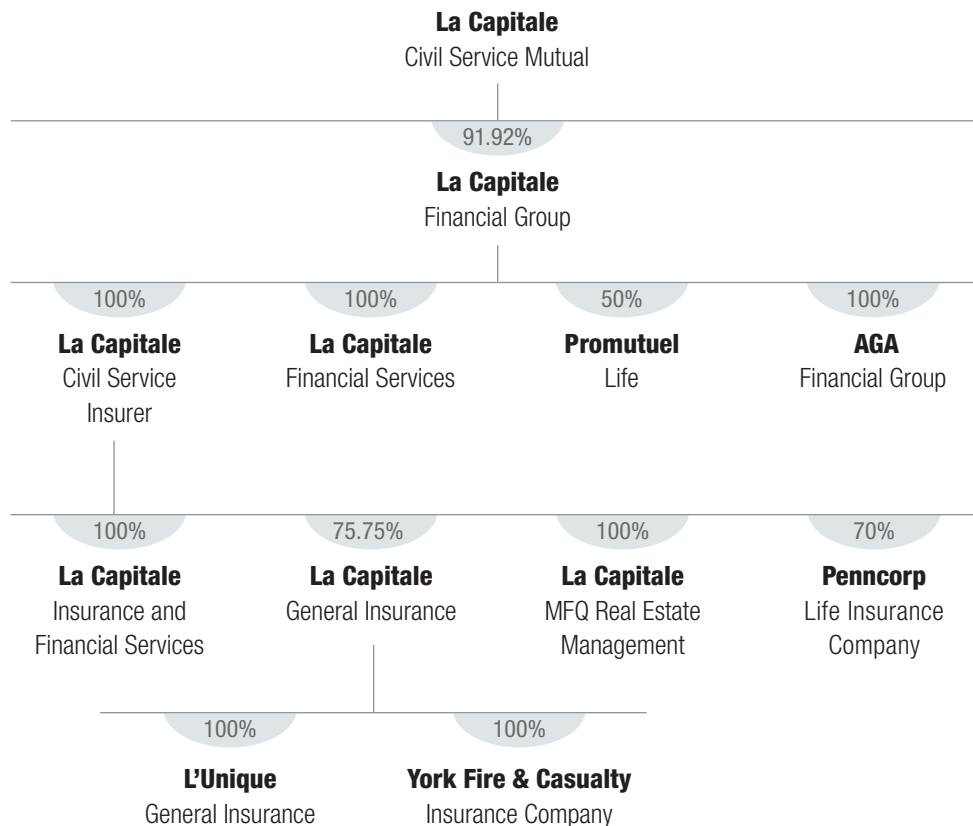 La Capitale
Civil Service Mutual
91.92%
La Capitale
Financial Group
100%
La Capitale
Civil Service
Insurer
100%
La Capitale
Financial Services
50%
Promutuel
Life
100%
AGA
Financial Group
100%
La Capitale
Insurance and
Financial Services
75.75%
La Capitale
General Insurance
100%
La Capitale
MFQ Real Estate
Management
70%
Penncorp
Life Insurance
Company
100%
L’Unique
General Insurance
100%
York Fire & Casualty
Insurance Company